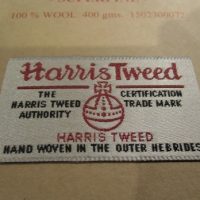 SUPERFINE
100 % WOOL 400 gms.
Harris Tweed
THE CERTIFICATION
HARRIS TWEED TRADE MARK
AUTHORITY
HARRIS TWEED
HAND WOVEN IN THE OUTER HEBRIDES